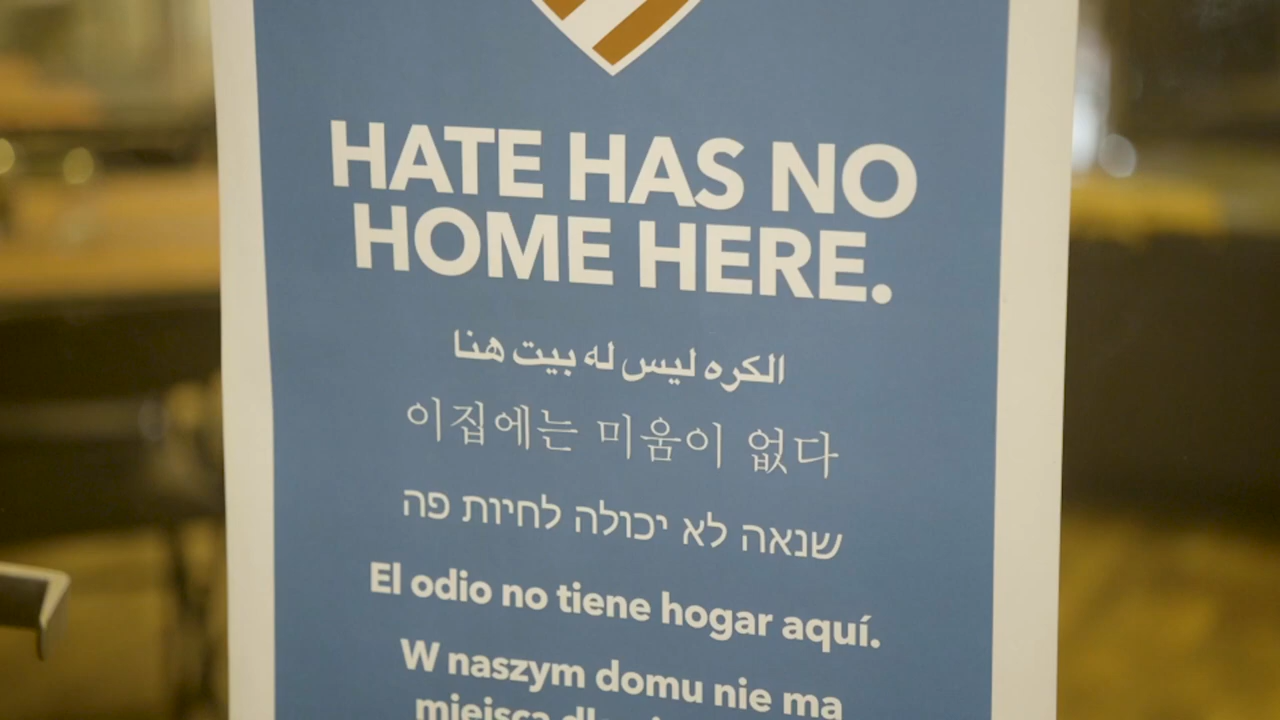 HATE HAS NO
HOME HERE.
الكره ليس له بيت هنا
이집에는 미움이 없다
שנאה לא יכולה לחיות פה
El odio no tiene hogar aquí.
W naszym domu nie ma
miejsca